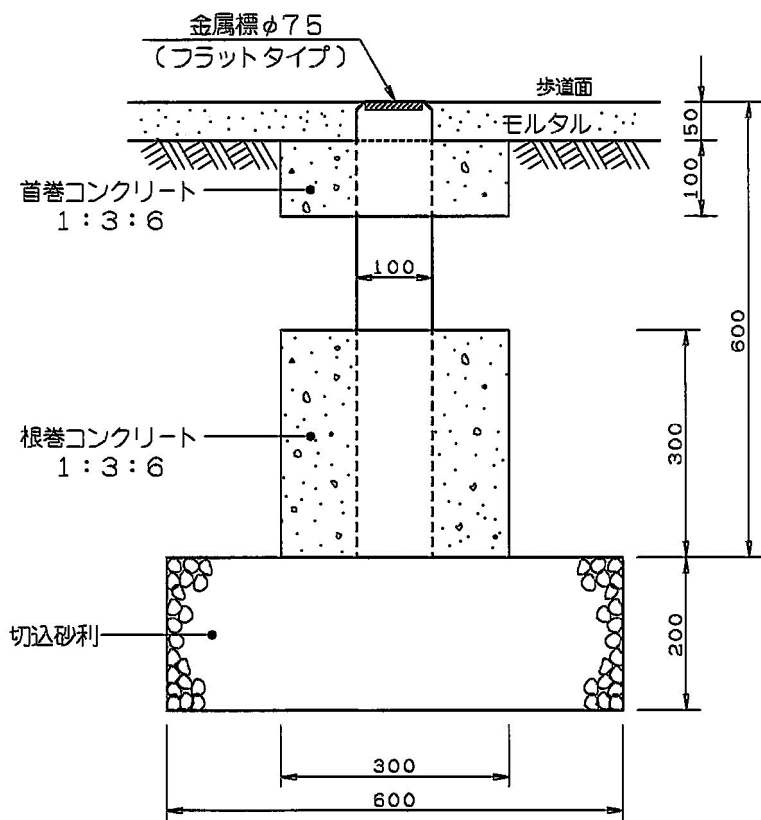 金属標φ75
(フラットタイプ)
歩道面
モルタル
50
100
首巻コンクリート
1:3:6
100
600
根巻コンクリート
1:3:6
300
切込砂利
200
300
600